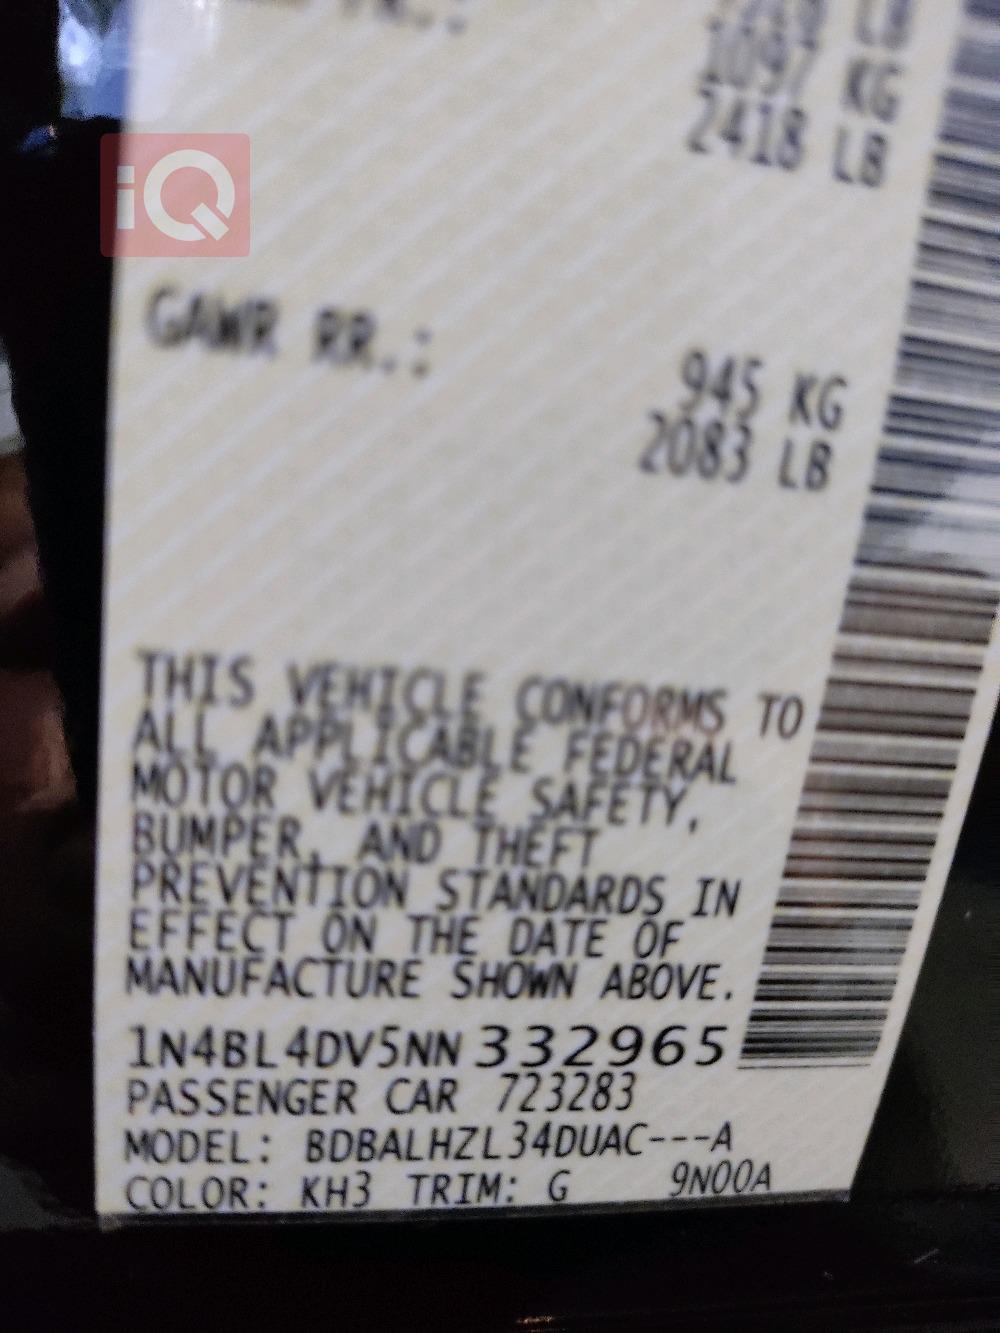 LB
1097 KG
2418 LB
iQ
GAWR RR.:
945 KG
2083 LB
THIS VEHICLE CONFORMS TO
ALL APPLICABLE FEDERAL
MOTOR VEHICLE SAFETY,
BUMPER, AND THEFT
PREVENTION STANDARDS IN
EFFECT ON THE DATE OF
MANUFACTURE SHOWN ABOVE.
1N4BL4DV5NN332965
PASSENGER CAR 723283
MODEL: BDBALHZL34DUAC---A
COLOR: KH3 TRIM: G 9N00A